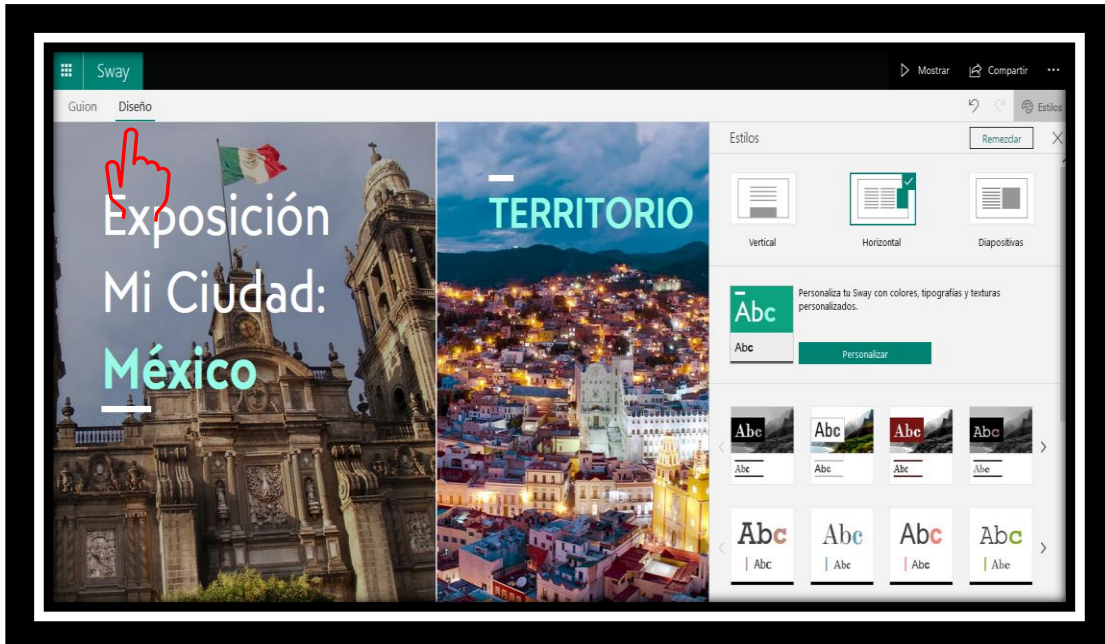 Sway
Mostrar
Compartir
Guion
Diseño
Estilos
Exposición
Mi Ciudad:
México
TERRITORIO
Estilos
Remezclar
Vertical
Horizontal
Diapositivas
Abc
Abc
Personaliza tu Sway con colores, tipografías y texturas
personalizados.
Personalizar
Abc Abc Abc Abc
Abc Abc Abc Abc
Abc Abc Abc Abc
Abc Abc Abc Abc